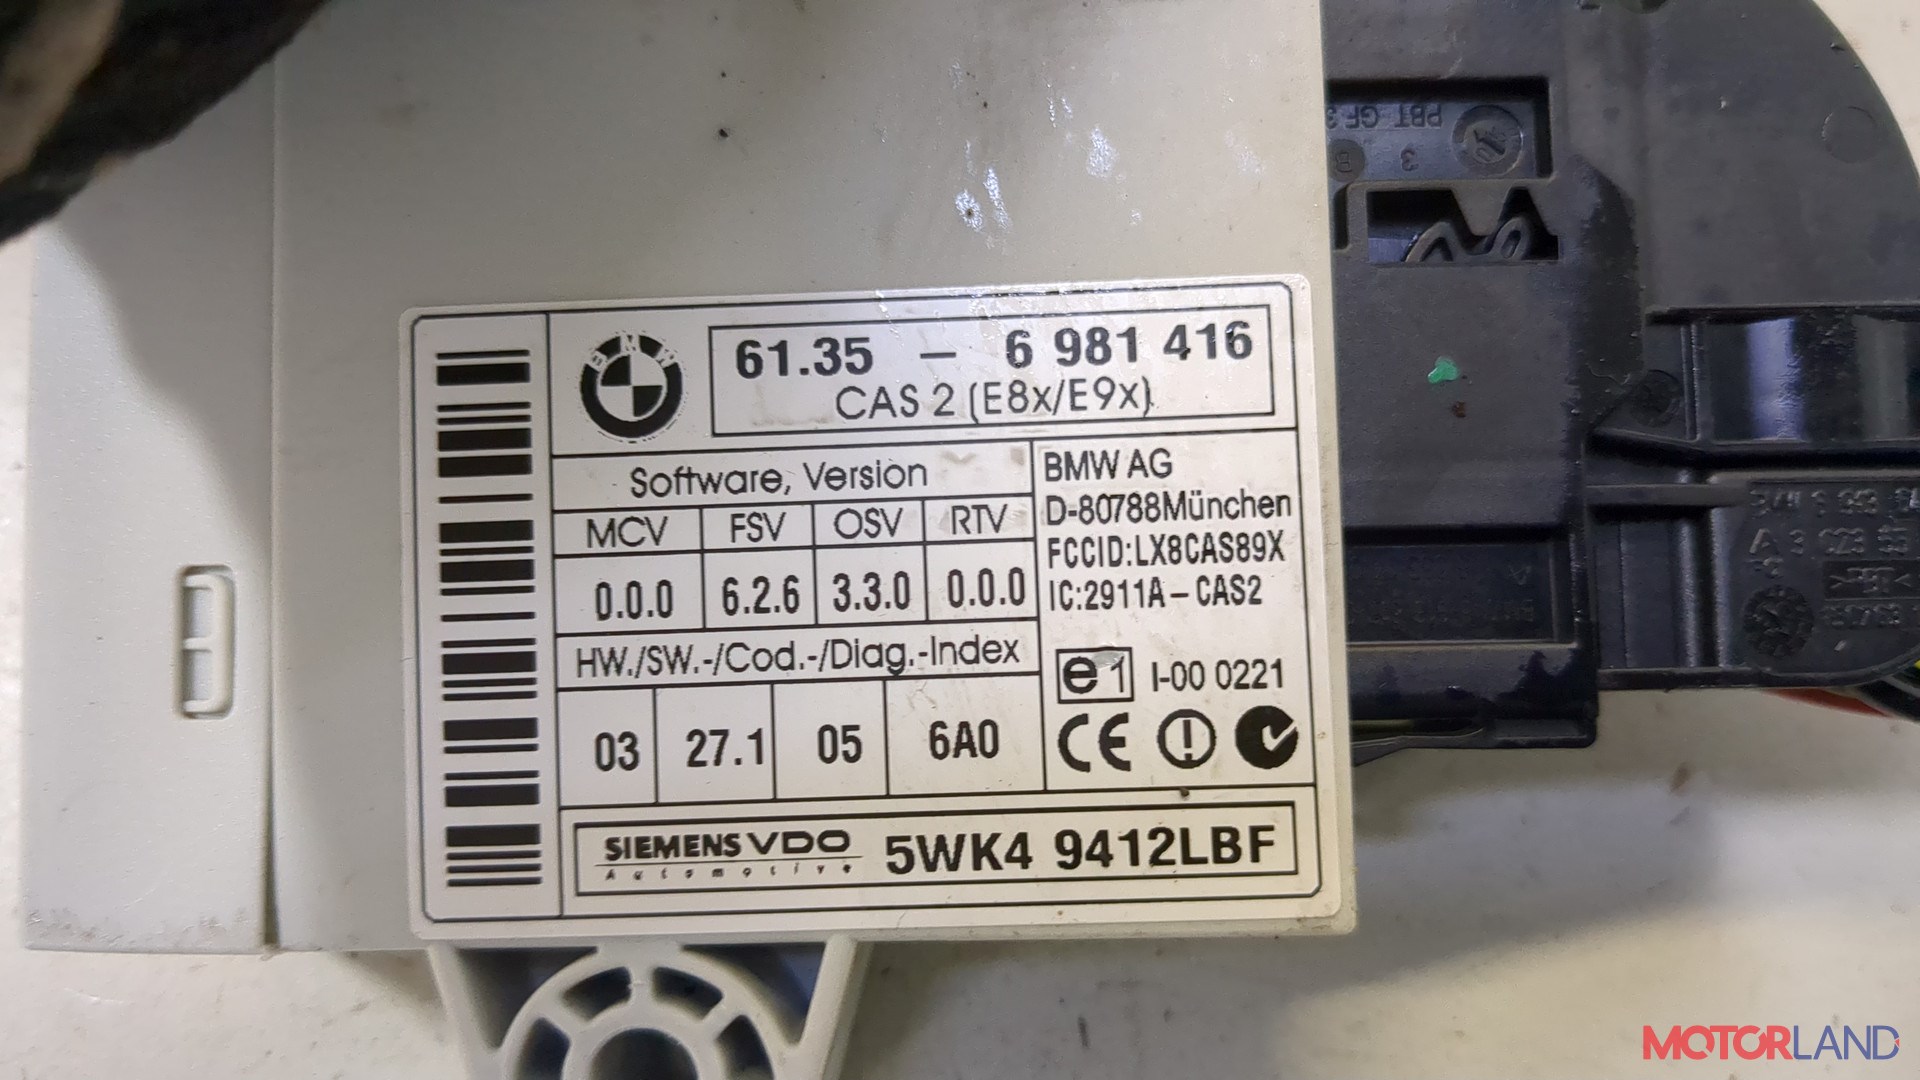 PBT GF 3
3
8
BMW
61.35 – 6 981 416
CAS 2 (E8x/E9x)
Software, Version
MCV FSV OSV RTV
0.0.0 6.2.6 3.3.0 0.0.0
HW./SW.-/Cod.-/Diag.-Index
03 27.1 05 6A0
BMW AG
D-80788München
FCCID:LX8CAS89X
IC:2911A–CAS2
e1 I-00 0221
CE
SIEMENS VDO
Automotive
5WK4 9412LBF
MOTORLAND